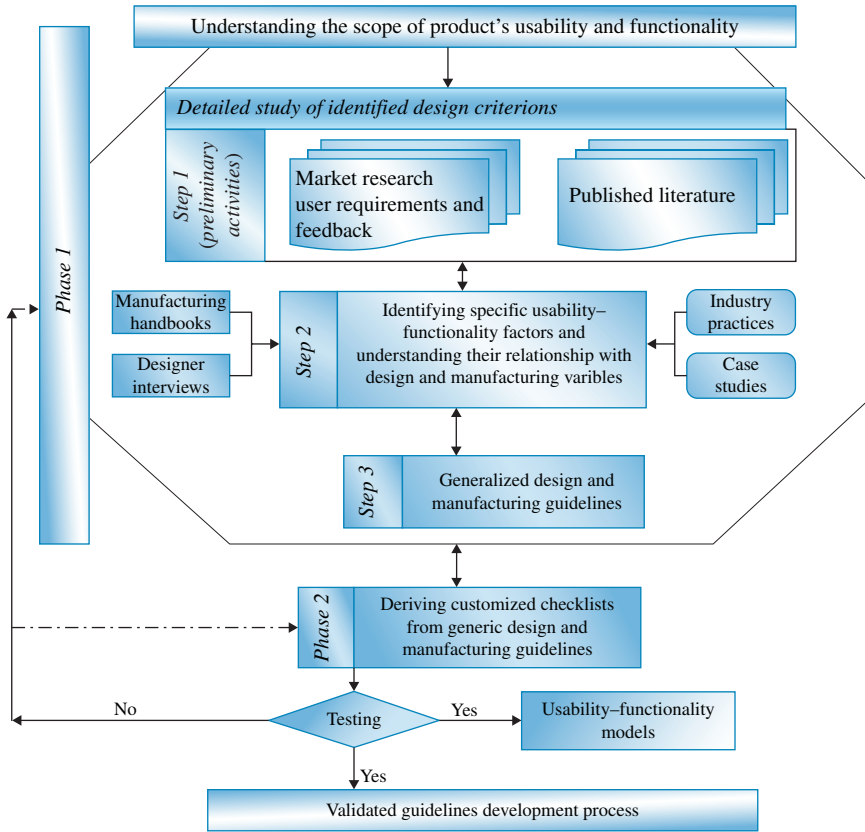 Understanding the scope of product's usability and functionality
Phase 1
Detailed study of identified design criterions
Step 1
(preliminary
activities)
Market research
user requirements and
feedback
Published literature
Manufacturing
handbooks
Designer
interviews
Step 2
Identifying specific usability–
functionality factors and
understanding their relationship with
design and manufacturing varibles
Industry
practices
Case
studies
Step 3
Generalized design and
manufacturing guidelines
Phase 2
Deriving customized checklists
from generic design and
manufacturing guidelines
No
Testing
Yes
Usability–functionality
models
Yes
Validated guidelines development process